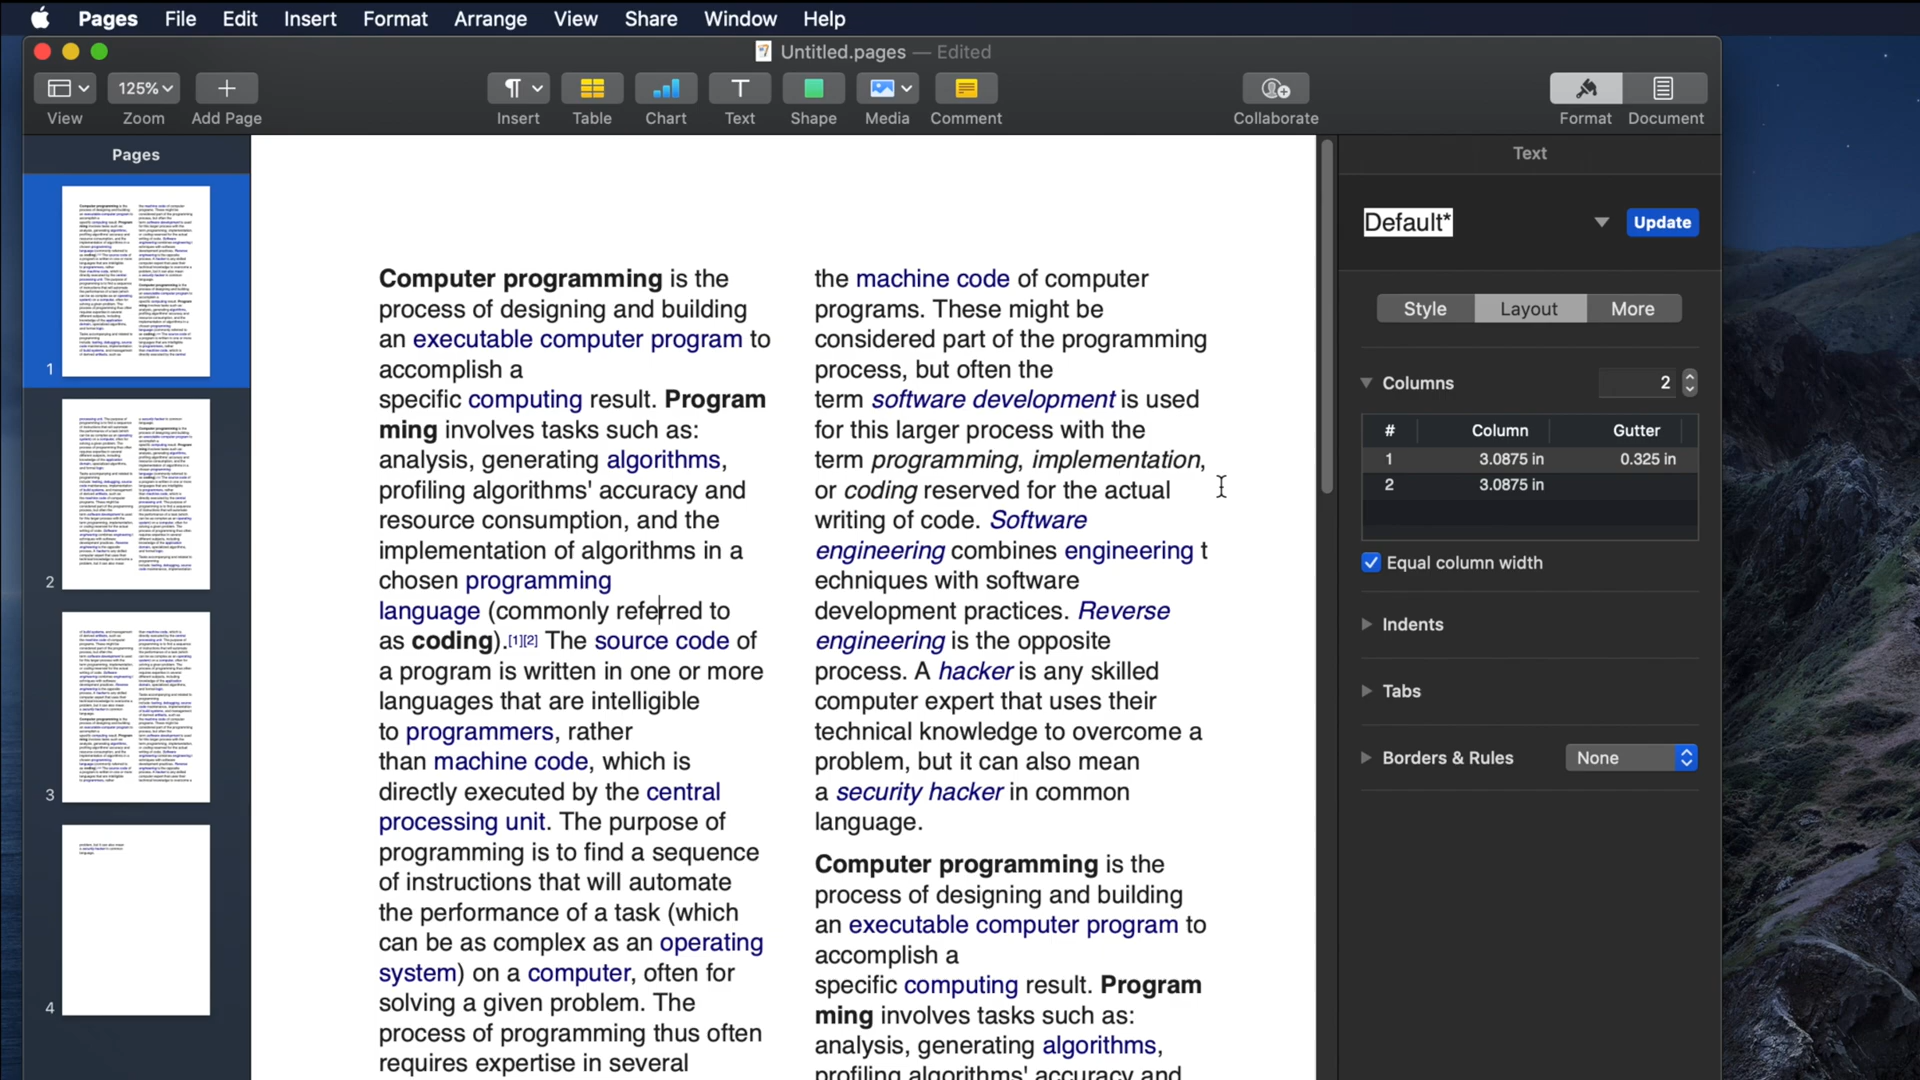 Pages File Edit Insert Format Arrange View Share Window Help
Untitled.pages — Edited
125%
View Zoom Add Page Insert Table Chart Text Shape Media Comment Collaborate Format Document
Pages
1
2
3
4
Computer programming is the
process of designing and building
an executable computer program to
accomplish a
specific computing result. Program
ming involves tasks such as:
analysis, generating algorithms,
profiling algorithms' accuracy and
resource consumption, and the
implementation of algorithms in a
chosen programming
language (commonly referred to
as coding).[1][2] The source code of
a program is written in one or more
languages that are intelligible
to programmers, rather
than machine code, which is
directly executed by the central
processing unit. The purpose of
programming is to find a sequence
of instructions that will automate
the performance of a task (which
can be as complex as an operating
system) on a computer, often for
solving a given problem. The
process of programming thus often
requires expertise in several
the machine code of computer
programs. These might be
considered part of the programming
process, but often the
term software development is used
for this larger process with the
term programming, implementation,
or coding reserved for the actual
writing of code. Software
engineering combines engineering t
echniques with software
development practices. Reverse
engineering is the opposite
process. A hacker is any skilled
computer expert that uses their
technical knowledge to overcome a
problem, but it can also mean
a security hacker in common
language.
Computer programming is the
process of designing and building
an executable computer program to
accomplish a
specific computing result. Program
ming involves tasks such as:
analysis, generating algorithms,
profiling algorithms' accuracy and
Text
Default* Update
Style Layout More
Columns 2
# Column Gutter
1 3.0875 in 0.325 in
2 3.0875 in
Equal column width
Indents
Tabs
Borders & Rules None